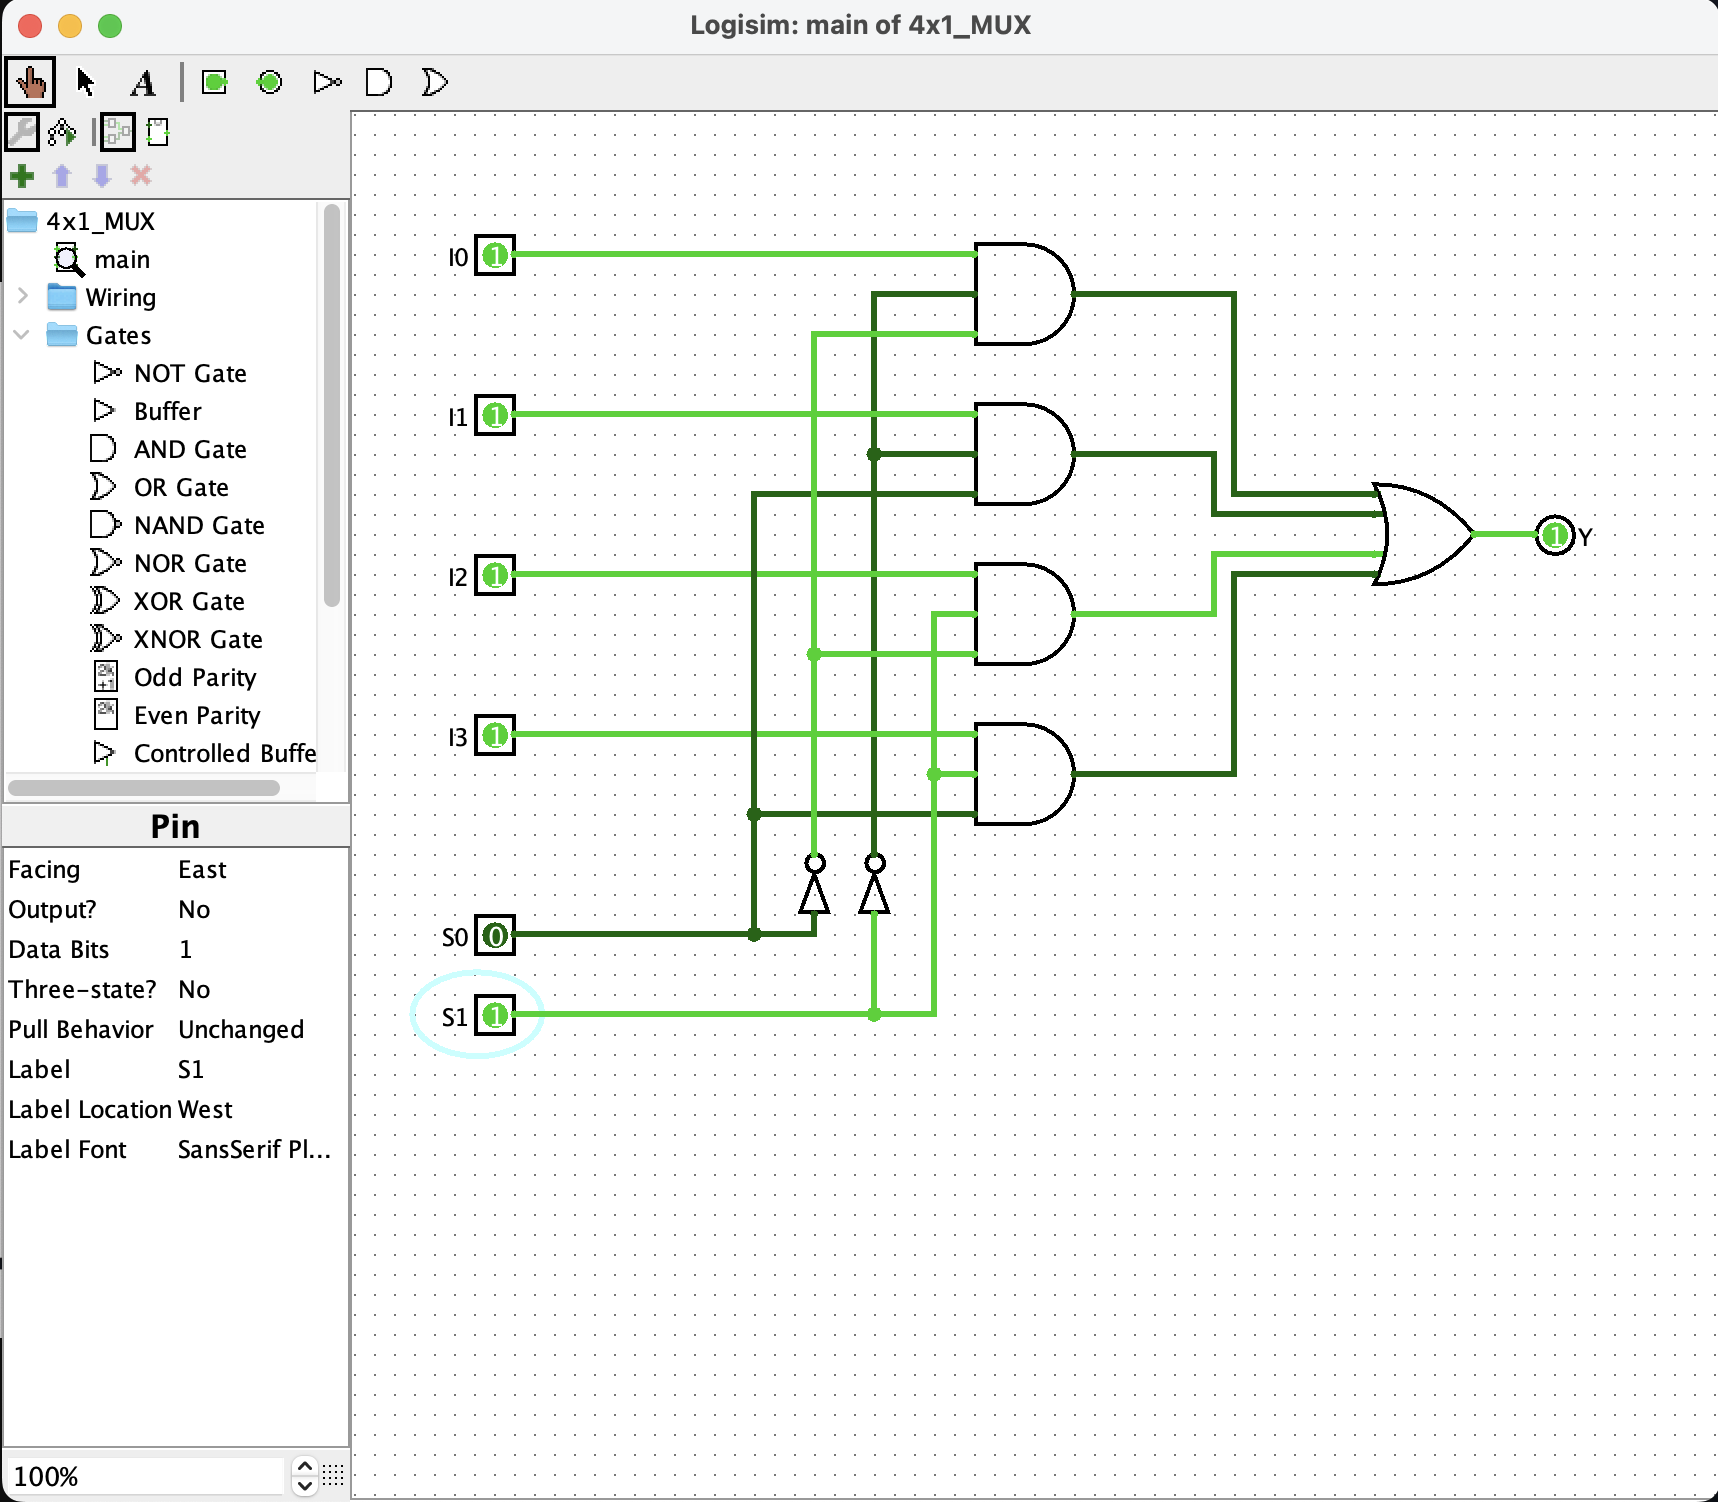 Logisim: main of 4x1_MUX
A
4x1_MUX
main
Wiring
Gates
NOT Gate
Buffer
AND Gate
OR Gate
NAND Gate
NOR Gate
XOR Gate
XNOR Gate
2k
+1
Odd Parity
2k
Even Parity
Controlled Buffe
Pin
Facing East
Output? No
Data Bits 1
Three-state? No
Pull Behavior Unchanged
Label S1
Label Location West
Label Font SansSerif Pl...
100%
I0 1
I1 1
I2 1
1 Y
I3 1
S0 0
S1 1